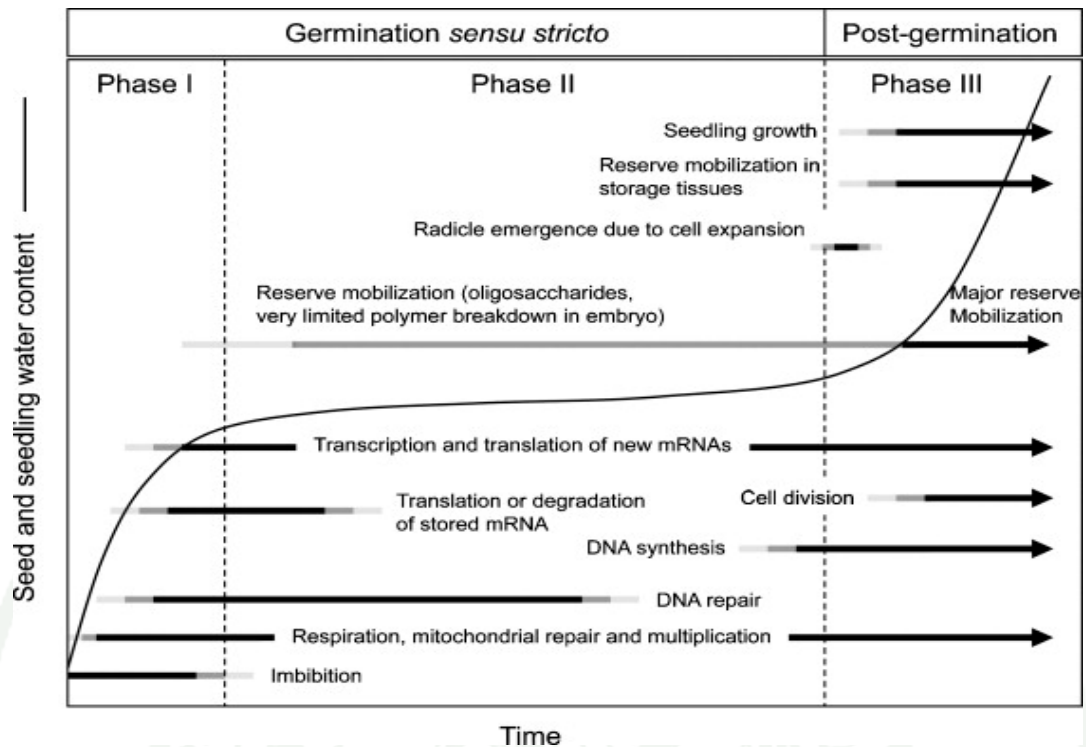 Germination sensu stricto
Post-germination
Phase I
Phase II
Phase III
Seedling growth
Reserve mobilization in
storage tissues
Radicle emergence due to cell expansion
Reserve mobilization (oligosaccharides,
very limited polymer breakdown in embryo)
Major reserve
Mobilization
Transcription and translation of new mRNAs
Translation or degradation
of stored mRNA
Cell division
DNA synthesis
DNA repair
Respiration, mitochondrial repair and multiplication
Imbibition
Seed and seedling water content
Time